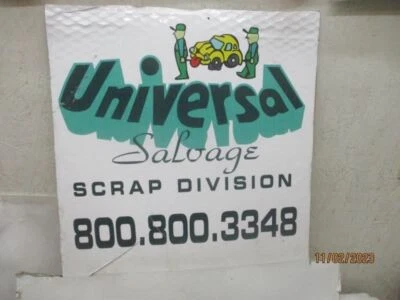 Universal
Salvage
SCRAP DIVISION
800.800.3348
11/02/2023